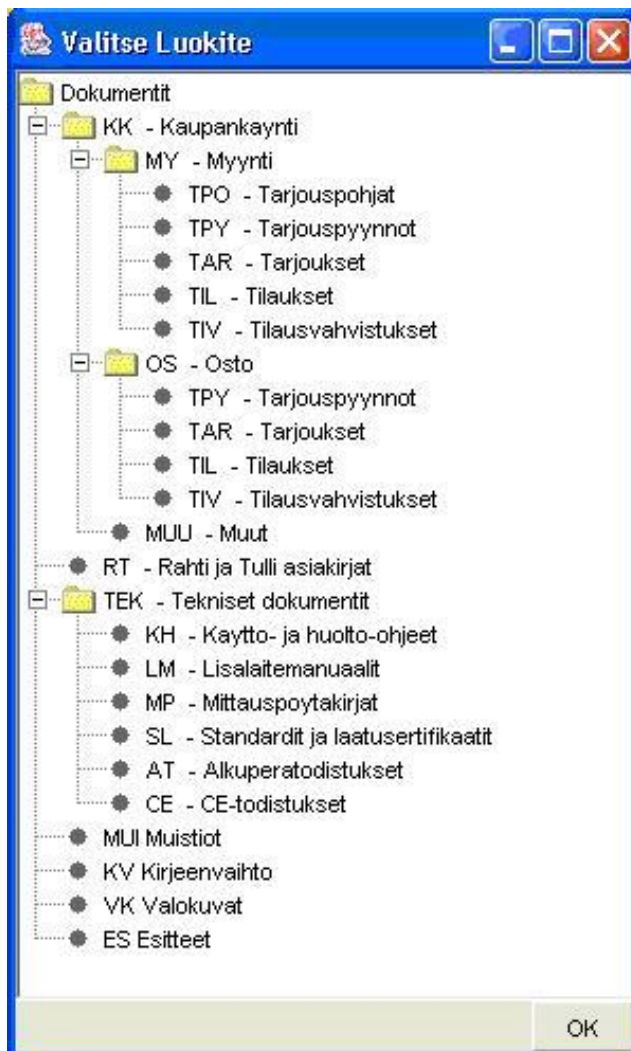 Valitse Luokite
Dokumentit
KK - Kaupankaynti
MY - Myynti
TPO - Tarjouspohjat
TPY - Tarjouspyynnot
TAR - Tarjoukset
TIL - Tilaukset
TIV - Tilausvahvistukset
OS - Osto
TPY - Tarjouspyynnot
TAR - Tarjoukset
TIL - Tilaukset
TIV - Tilausvahvistukset
MUU - Muut
RT - Rahti ja Tulli asiakirjat
TEK - Tekniset dokumentit
KH - Kaytto- ja huolto-ohjeet
LM - Lisalaitemanuaalit
MP - Mittauspoytakirjat
SL - Standardit ja laatusertifikaatit
AT - Alkuperatodistukset
CE - CE-todistukset
MUI Muistiot
KV Kirjeenvaihto
VK Valokuvat
ES Esitteet
OK